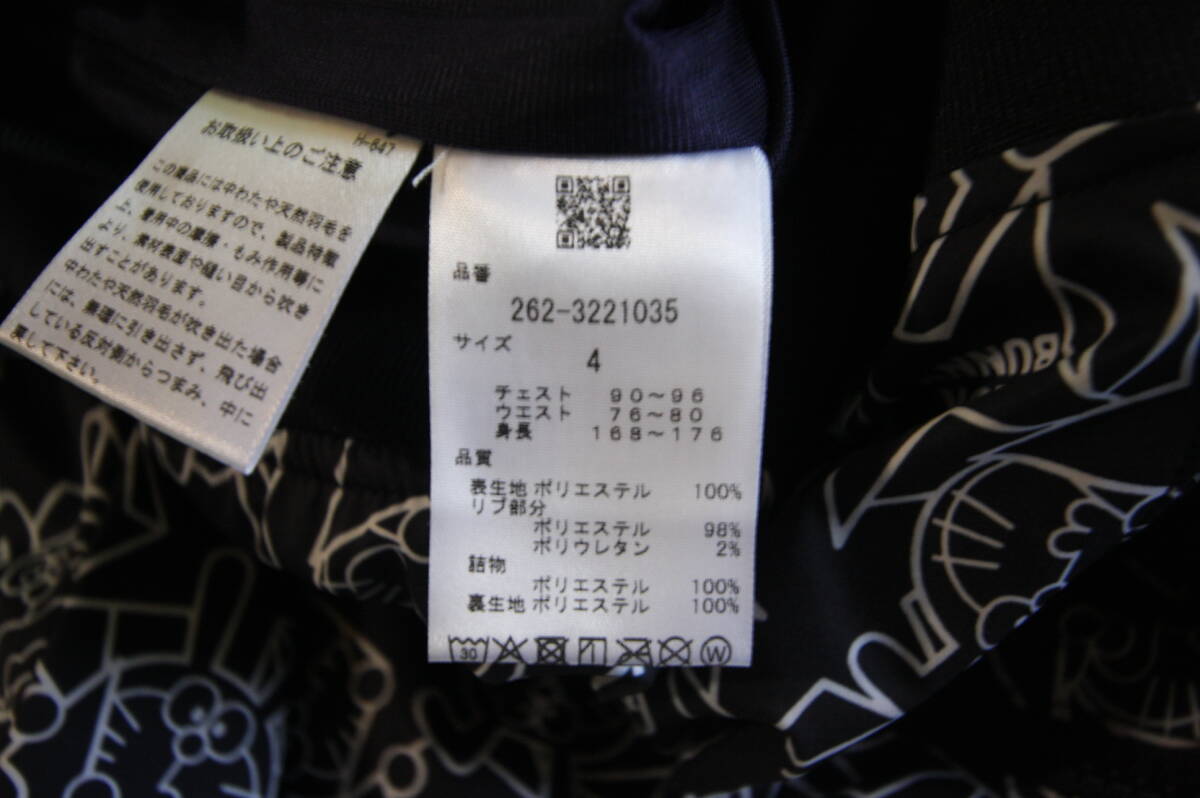 H-647
お取扱い上のご注意
この商品には中わたや天然羽毛を
使用しておりますので、製品特徴
上、着用中の摩擦・もみ作用等に
より、素材表面や縫い目から吹き
出すことがあります。
中わたや天然羽毛が吹き出た場合
には、無理に引き出さず、飛び出
している反対側からつまみ、中に
戻して下さい。
品番
262-3221035
サイズ
4
チェスト 90～96
ウエスト 76～80
身長 168～176
品質
表生地 ポリエステル 100%
リブ部分
ポリエステル 98%
ポリウレタン 2%
詰物
ポリエステル 100%
裏生地 ポリエステル 100%
30 W